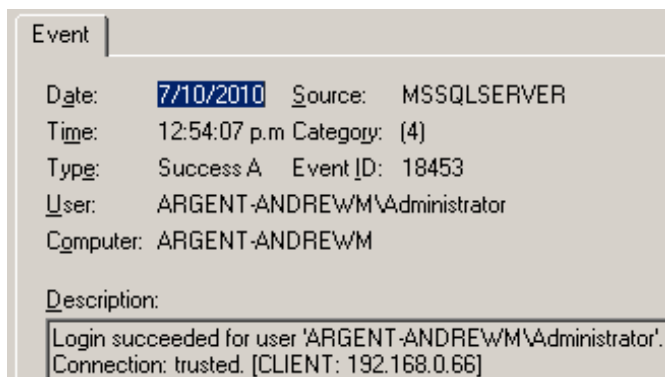 Event
Date: 7/10/2010 Source: MSSQLSERVER
Time: 12:54:07 p.m Category: (4)
Type: Success A Event ID: 18453
User: ARGENT-ANDREWM\Administrator
Computer: ARGENT-ANDREWM
Description:
Login succeeded for user 'ARGENT-ANDREWM\Administrator'.
Connection: trusted. [CLIENT: 192.168.0.66]